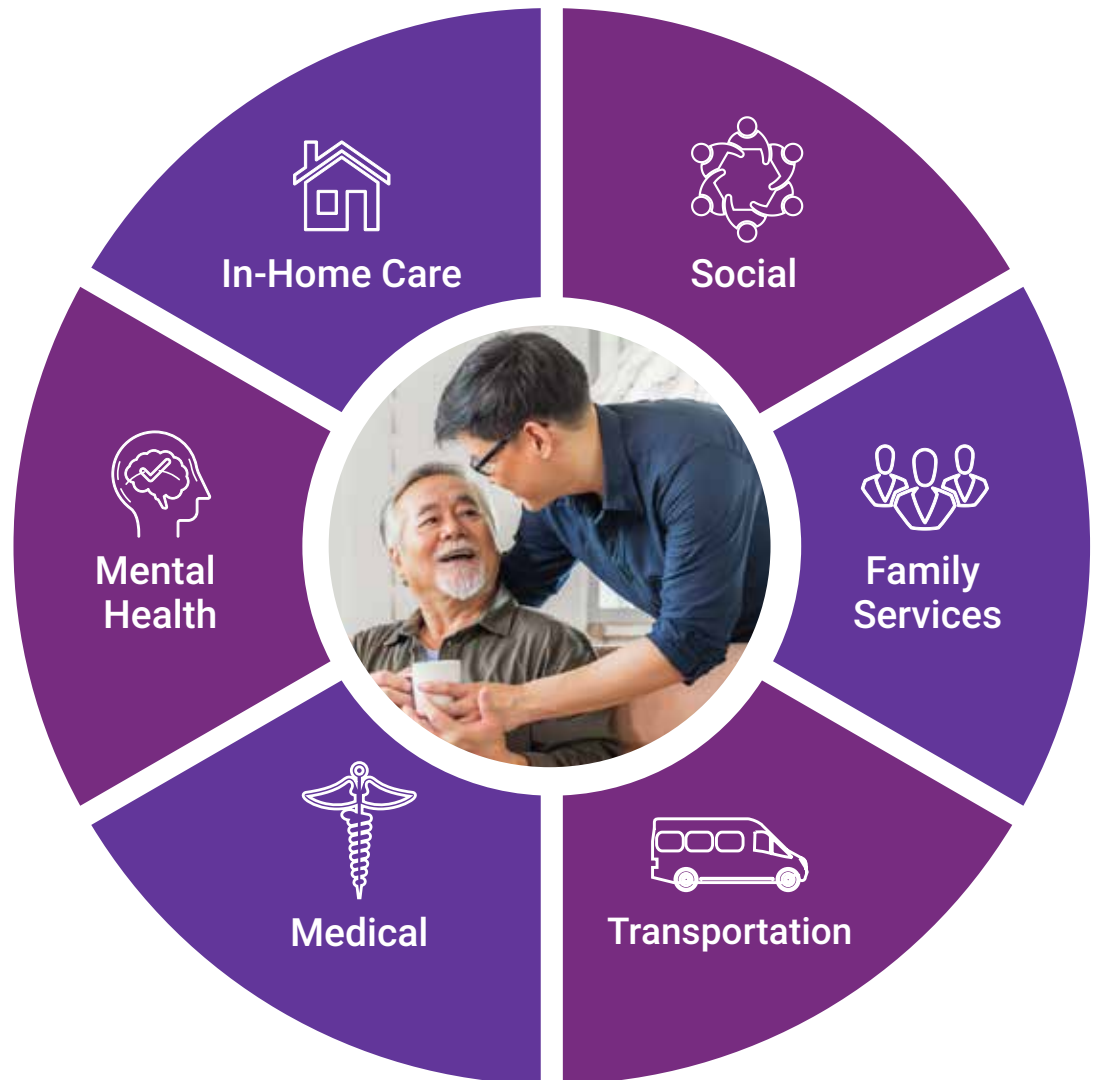 In-Home Care
Social
Mental
Health
Family
Services
Medical
Transportation